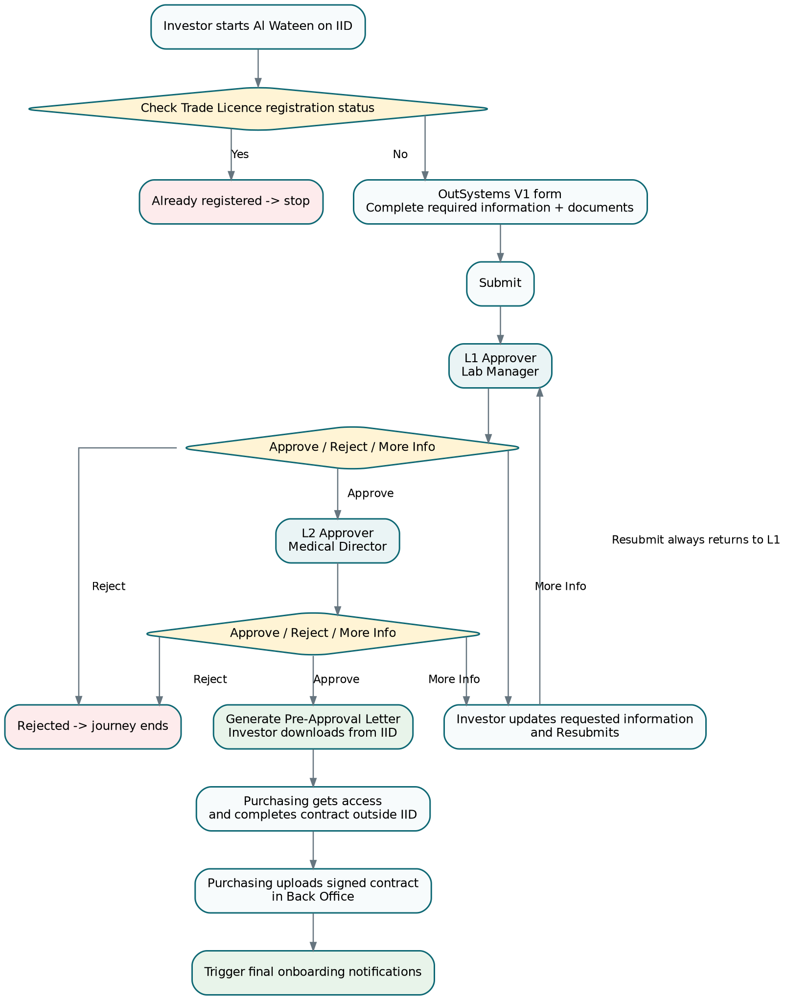 Investor starts Al Wateen on IID
Check Trade Licence registration status
Yes
No
Already registered -> stop
OutSystems V1 form
Complete required information + documents
Submit
L1 Approver
Lab Manager
Approve / Reject / More Info
Approve
L2 Approver
Medical Director
Resubmit always returns to L1
Reject
More Info
Approve / Reject / More Info
Reject
Approve
More Info
Rejected -> journey ends
Generate Pre-Approval Letter
Investor downloads from IID
Investor updates requested information
and Resubmits
Purchasing gets access
and completes contract outside IID
Purchasing uploads signed contract
in Back Office
Trigger final onboarding notifications